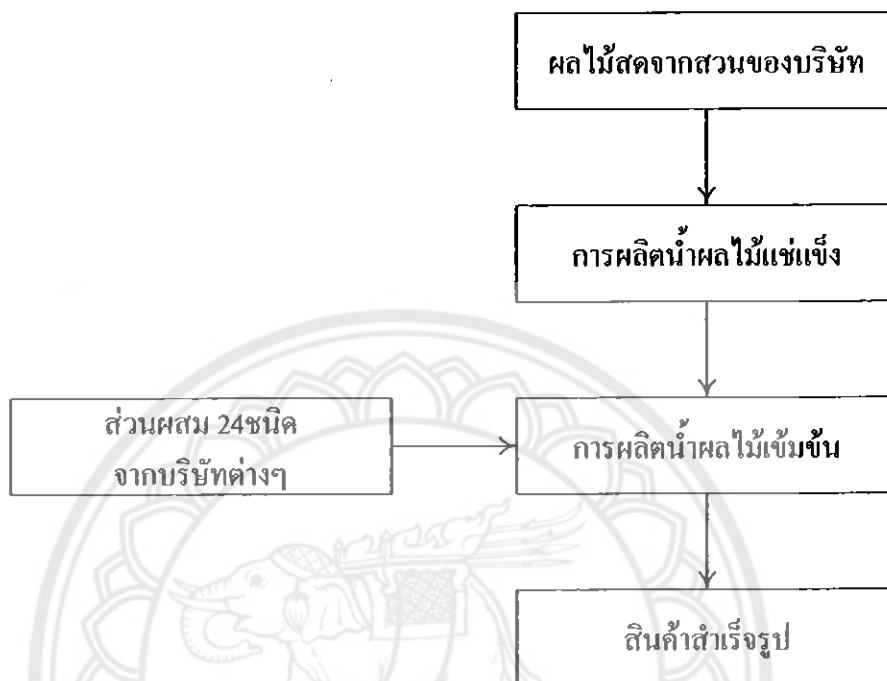 ผลไม้สดจากสวนของบริษัท
การผลิตน้ำผลไม้แช่แข็ง
ส่วนผสม 24ชนิด
จากบริษัทต่างๆ
การผลิตน้ำผลไม้เข้มข้น
สินค้าสำเร็จรูป